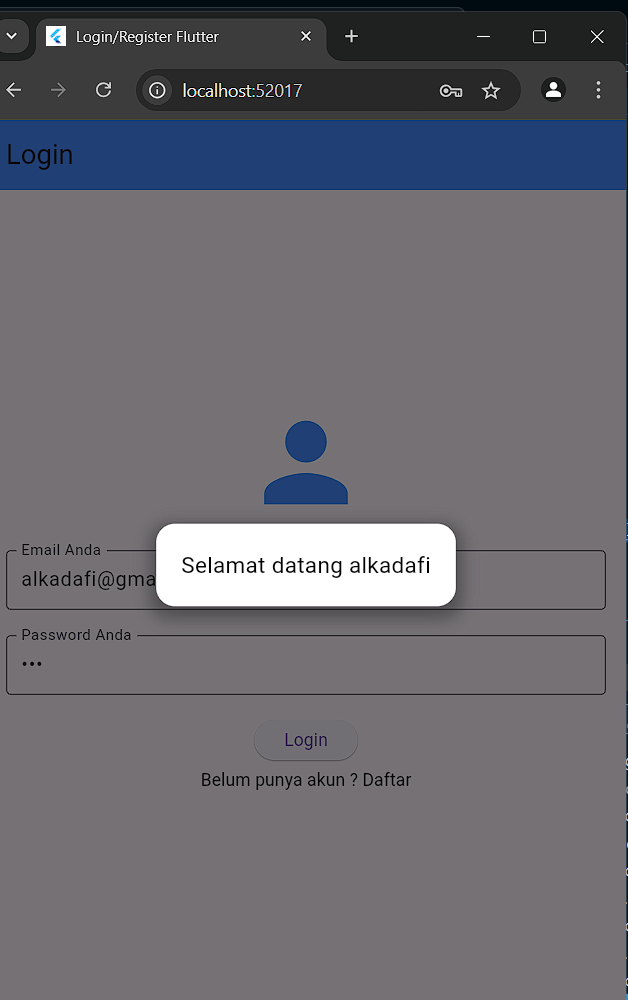 Login/Register Flutter
localhost:52017
Login
Email Anda
alkadafi@gma
Selamat datang alkadafi
Password Anda
•••
Login
Belum punya akun ? Daftar